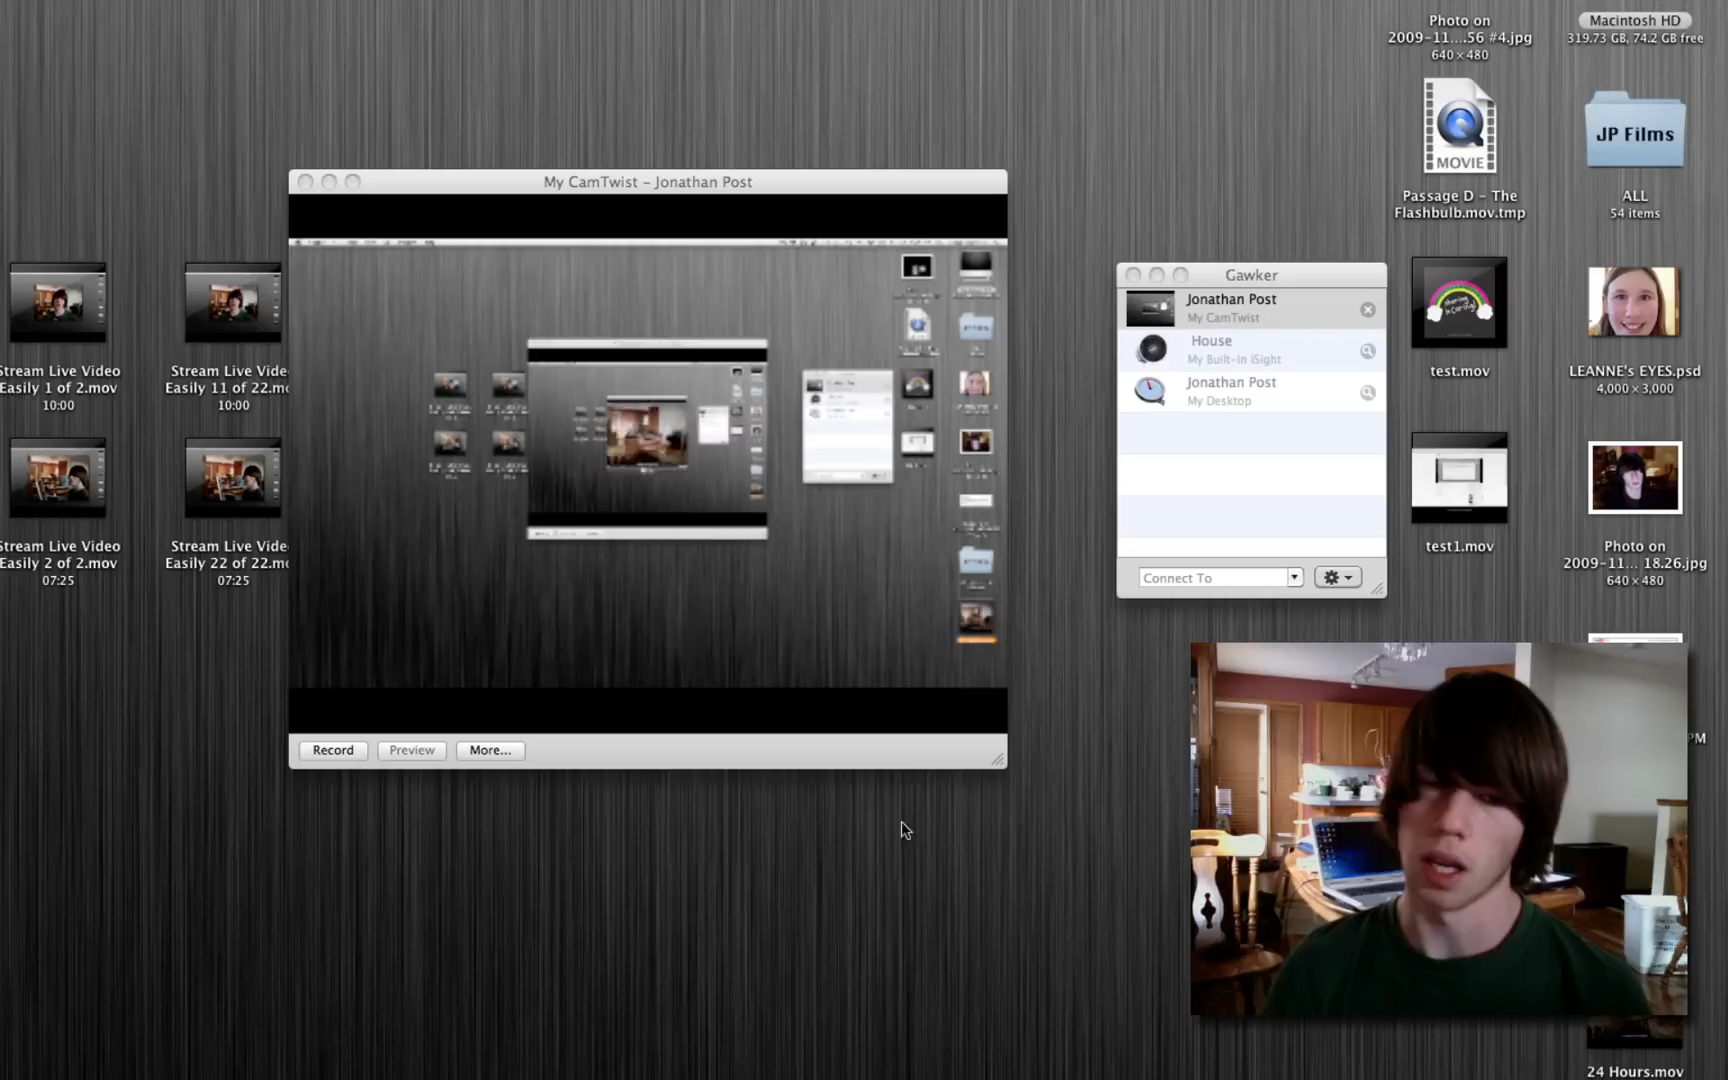 Photo on
2009-11....56 #4.jpg
640 × 480
Macintosh HD
319.73 GB, 74.2 GB free
MOVIE
Passage D - The
Flashbulb.mov.tmp
JP Films
ALL
54 items
My CamTwist - Jonathan Post
Record
Preview
More...
Gawker
Jonathan Post
My CamTwist
House
My Built-in iSight
Jonathan Post
My Desktop
Connect To
Stream Live Video
Easily 1 of 2.mov
10:00
Stream Live Vide
Easily 11 of 22.m
10:00
Stream Live Video
Easily 2 of 2.mov
07:25
Stream Live Vide
Easily 22 of 22.m
07:25
test.mov
LEANNE's EYES.psd
4,000 × 3,000
test1.mov
Photo on
2009-11... 18.26.jpg
640 × 480
PM
24 Hours.mov